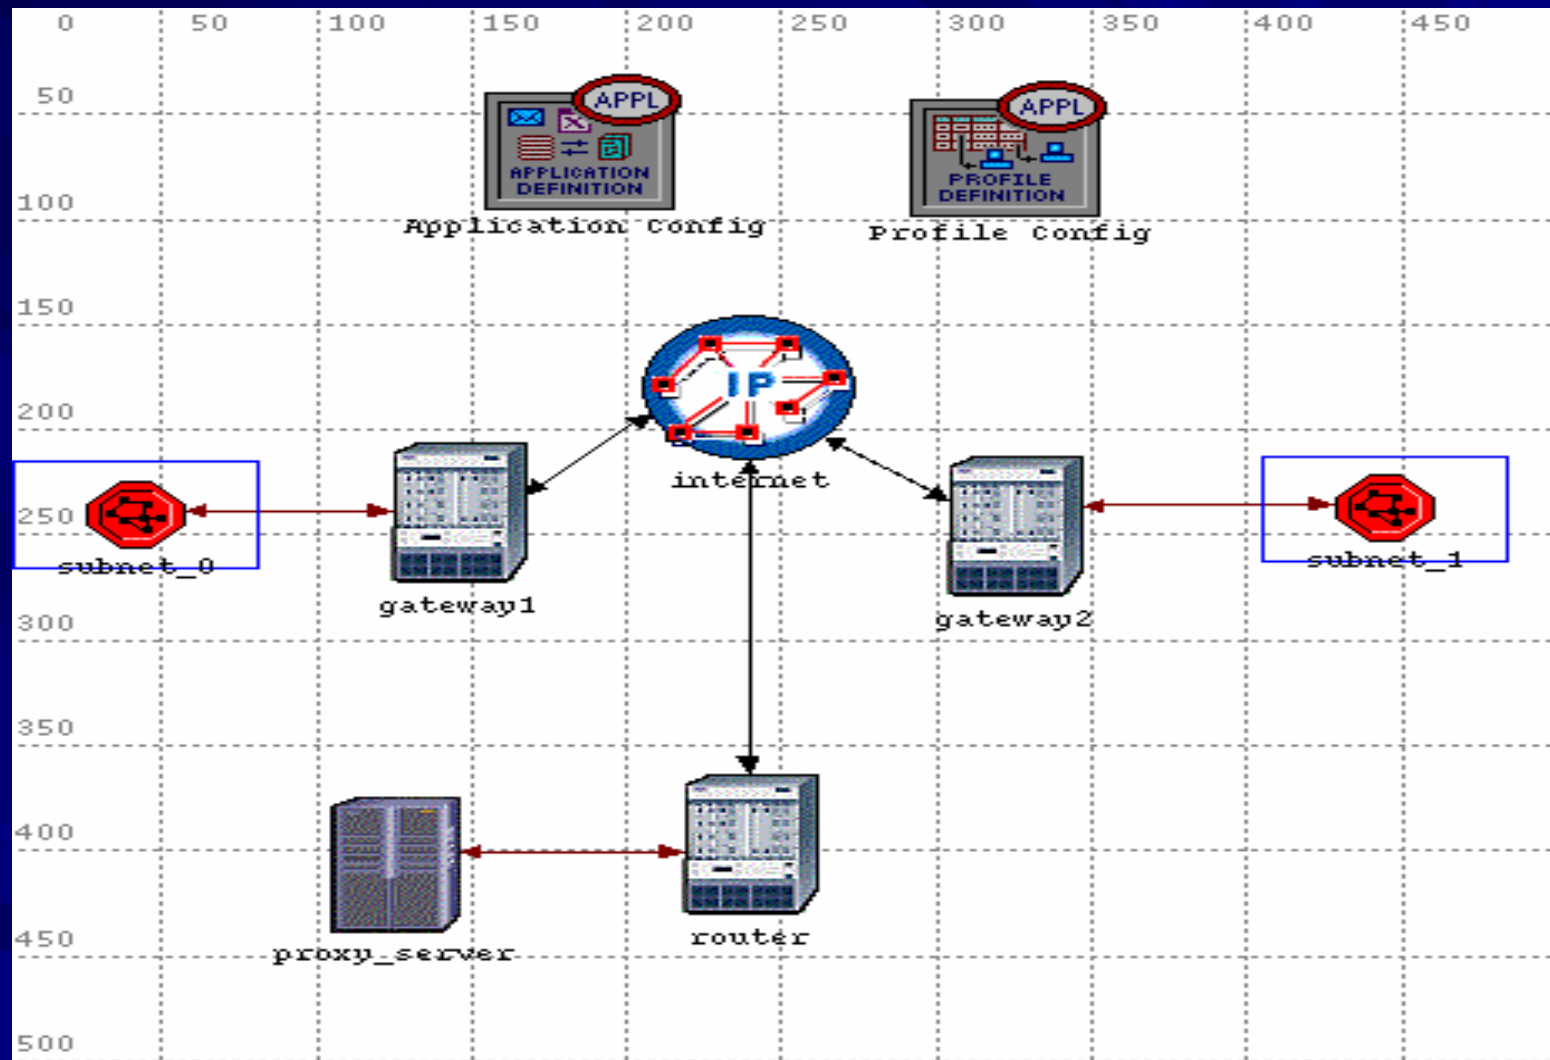 0 50 100 150 200 250 300 350 400 450
50
APPL
APPL
APPLICATION
DEFINITION
PROFILE
DEFINITION
100
Application Config
Profile Config
150
IP
200
internet
250
subnet_0
subnet_1
gateway1
gateway2
300
350
400
router
450
proxy_server
500